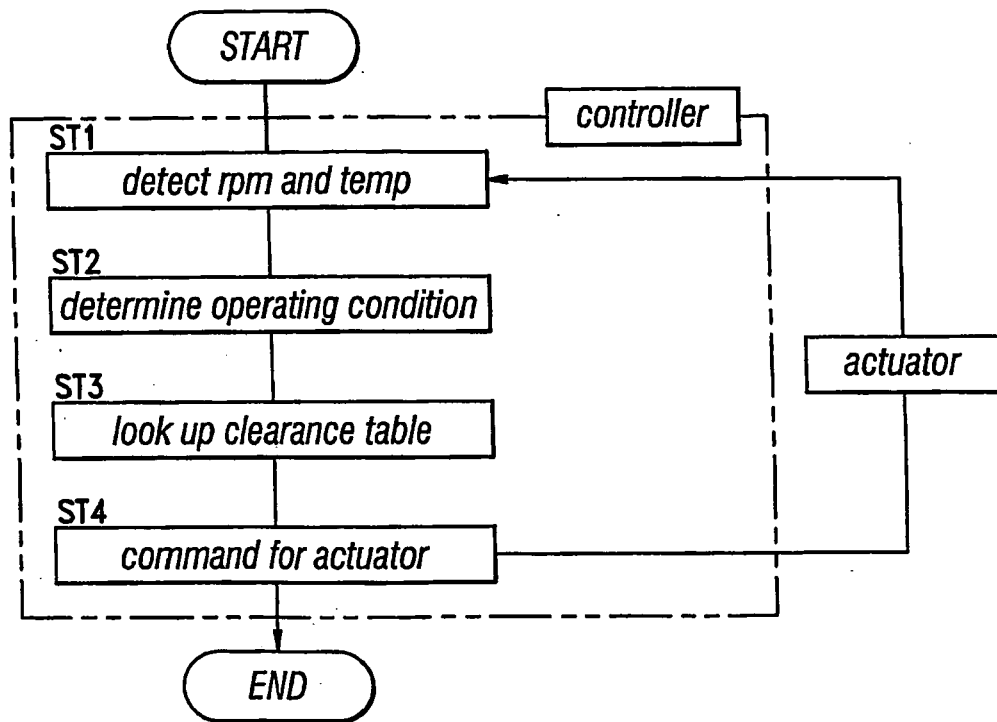 START
controller
ST1
detect rpm and temp
ST2
determine operating condition
actuator
ST3
look up clearance table
ST4
command for actuator
END